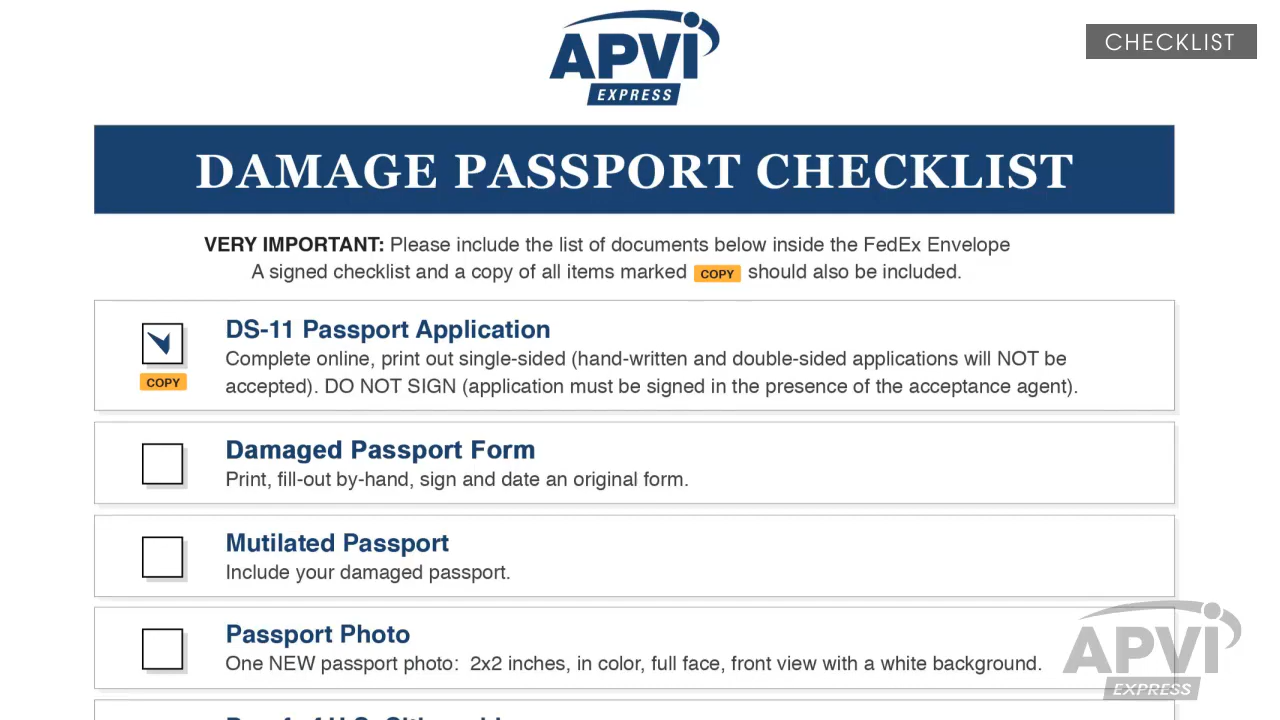 APVi
EXPRESS
CHECKLIST
DAMAGE PASSPORT CHECKLIST
VERY IMPORTANT: Please include the list of documents below inside the FedEx Envelope
A signed checklist and a copy of all items marked COPY should also be included.
DS-11 Passport Application
Complete online, print out single-sided (hand-written and double-sided applications will NOT be
accepted). DO NOT SIGN (application must be signed in the presence of the acceptance agent).
COPY
Damaged Passport Form
Print, fill-out by-hand, sign and date an original form.
Mutilated Passport
Include your damaged passport.
Passport Photo
One NEW passport photo: 2x2 inches, in color, full face, front view with a white background.
APVi
EXPRESS